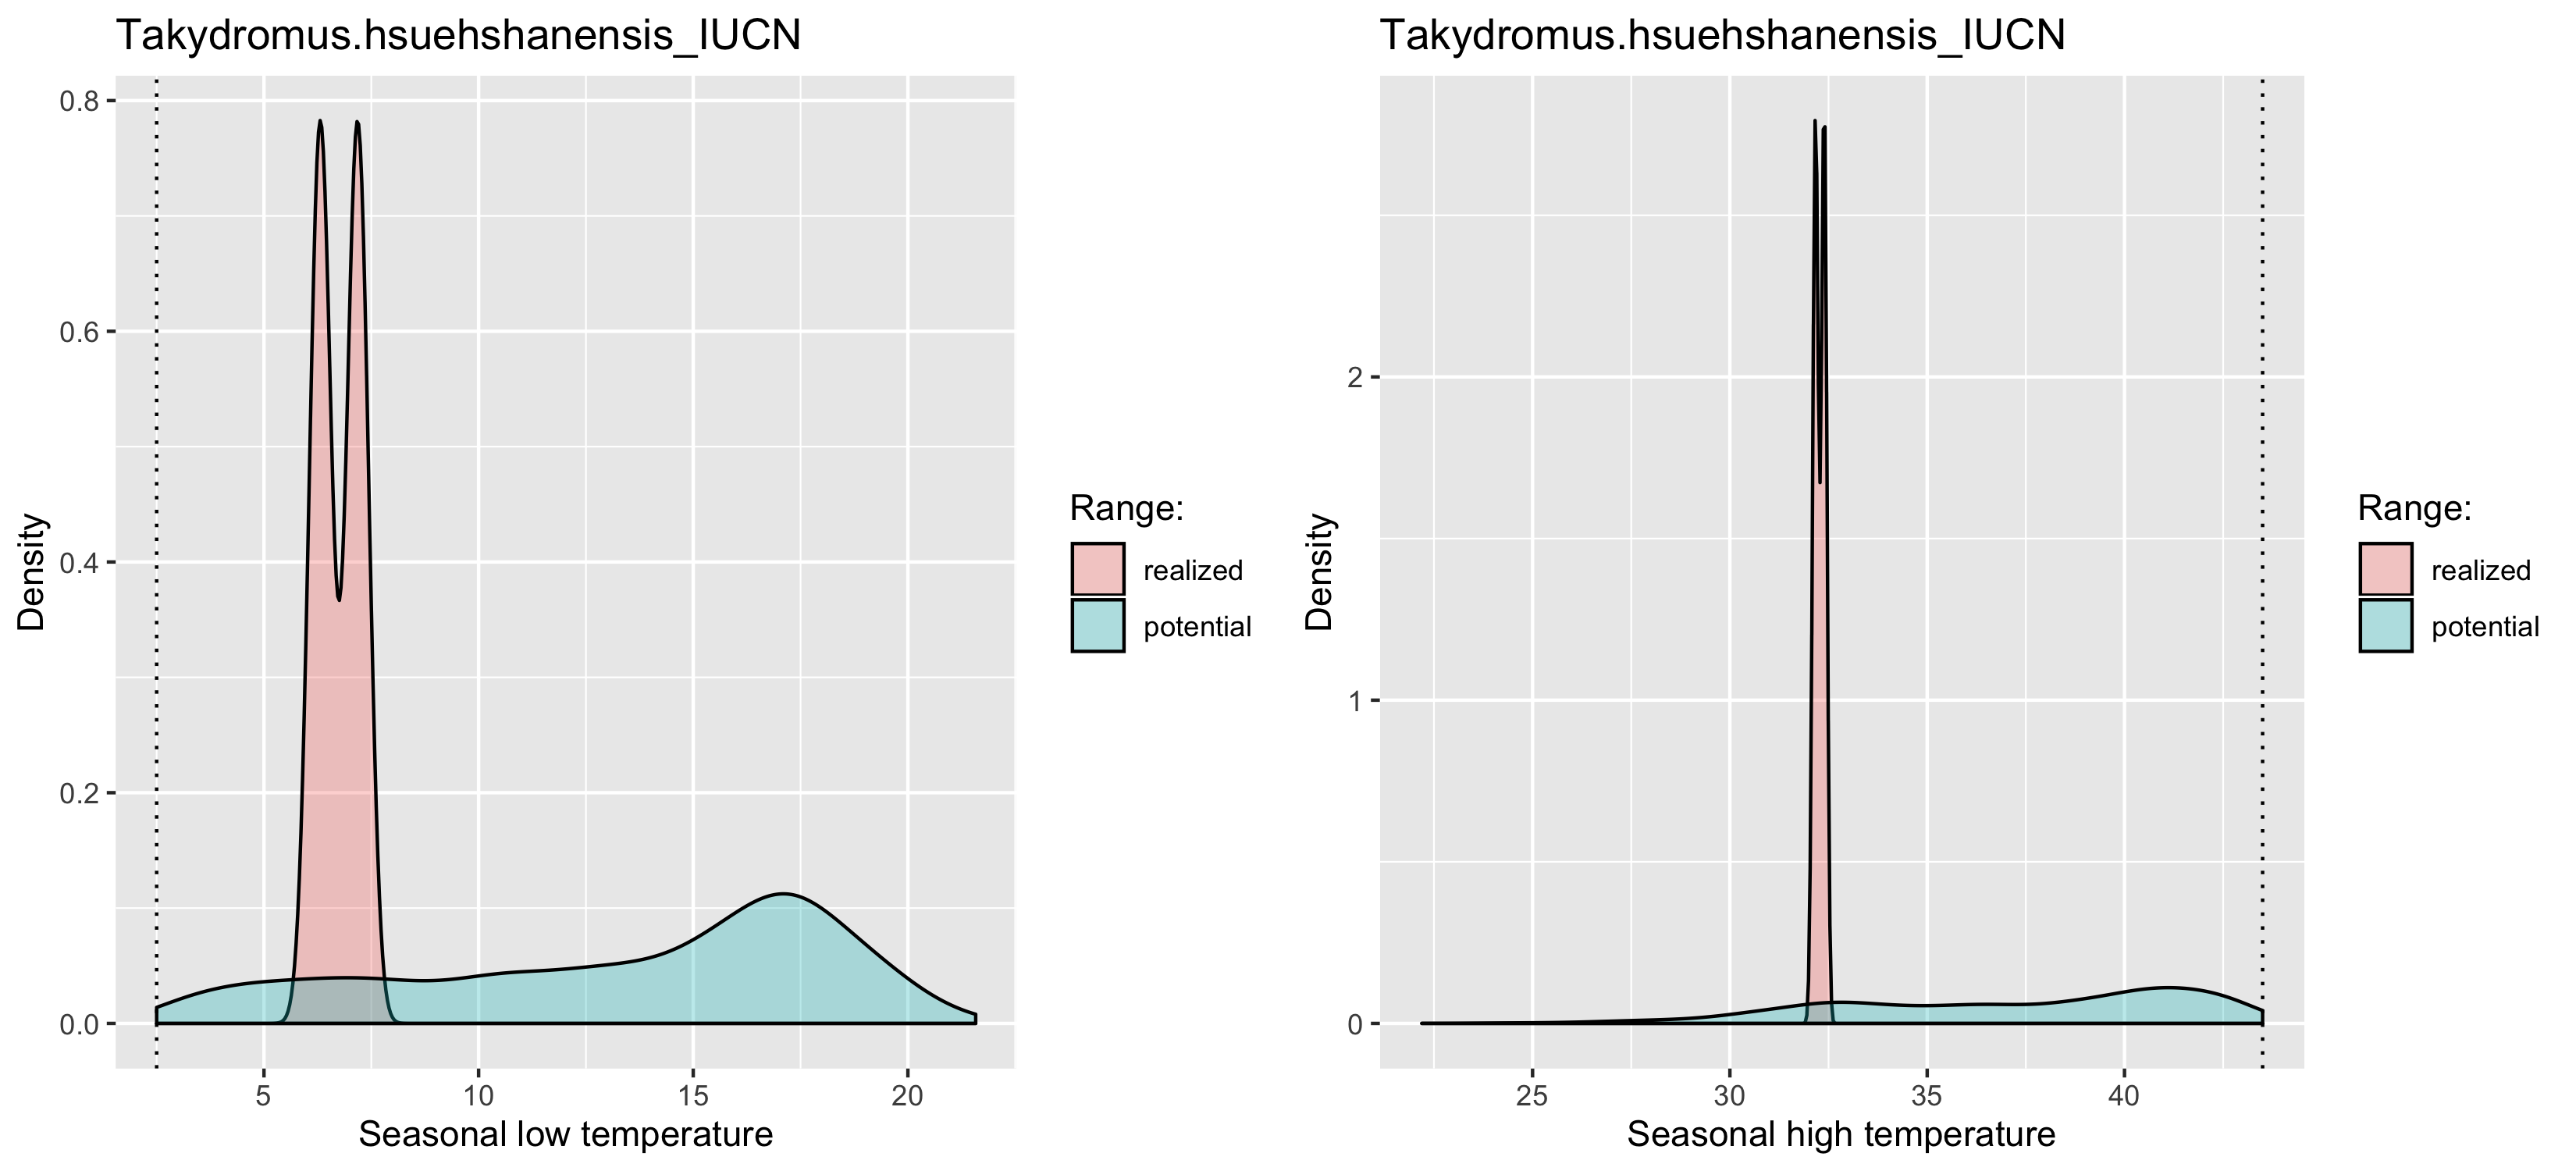 Takydromus.hsuehshanensis_IUCN
0.8
0.6
0.4
0.2
0.0
Density
5 10 15 20
Seasonal low temperature
Range:
realized
potential
Takydromus.hsuehshanensis_IUCN
2
1
0
Density
25 30 35 40
Seasonal high temperature
Range:
realized
potential